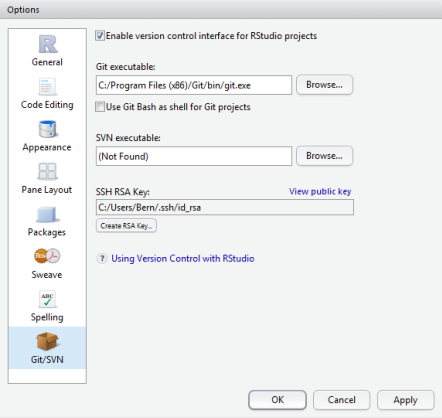 Options
General
Code Editing
Appearance
Pane Layout
Packages
Sweave
ABC
Spelling
Git/SVN
Enable version control interface for RStudio projects
Git executable:
C:/Program Files (x86)/Git/bin/git.exe
Browse...
Use Git Bash as shell for Git projects
SVN executable:
(Not Found)
Browse...
SSH RSA Key:
View public key
C:/Users/Bern/.ssh/id_rsa
Create RSA Key...
? Using Version Control with RStudio
OK
Cancel
Apply